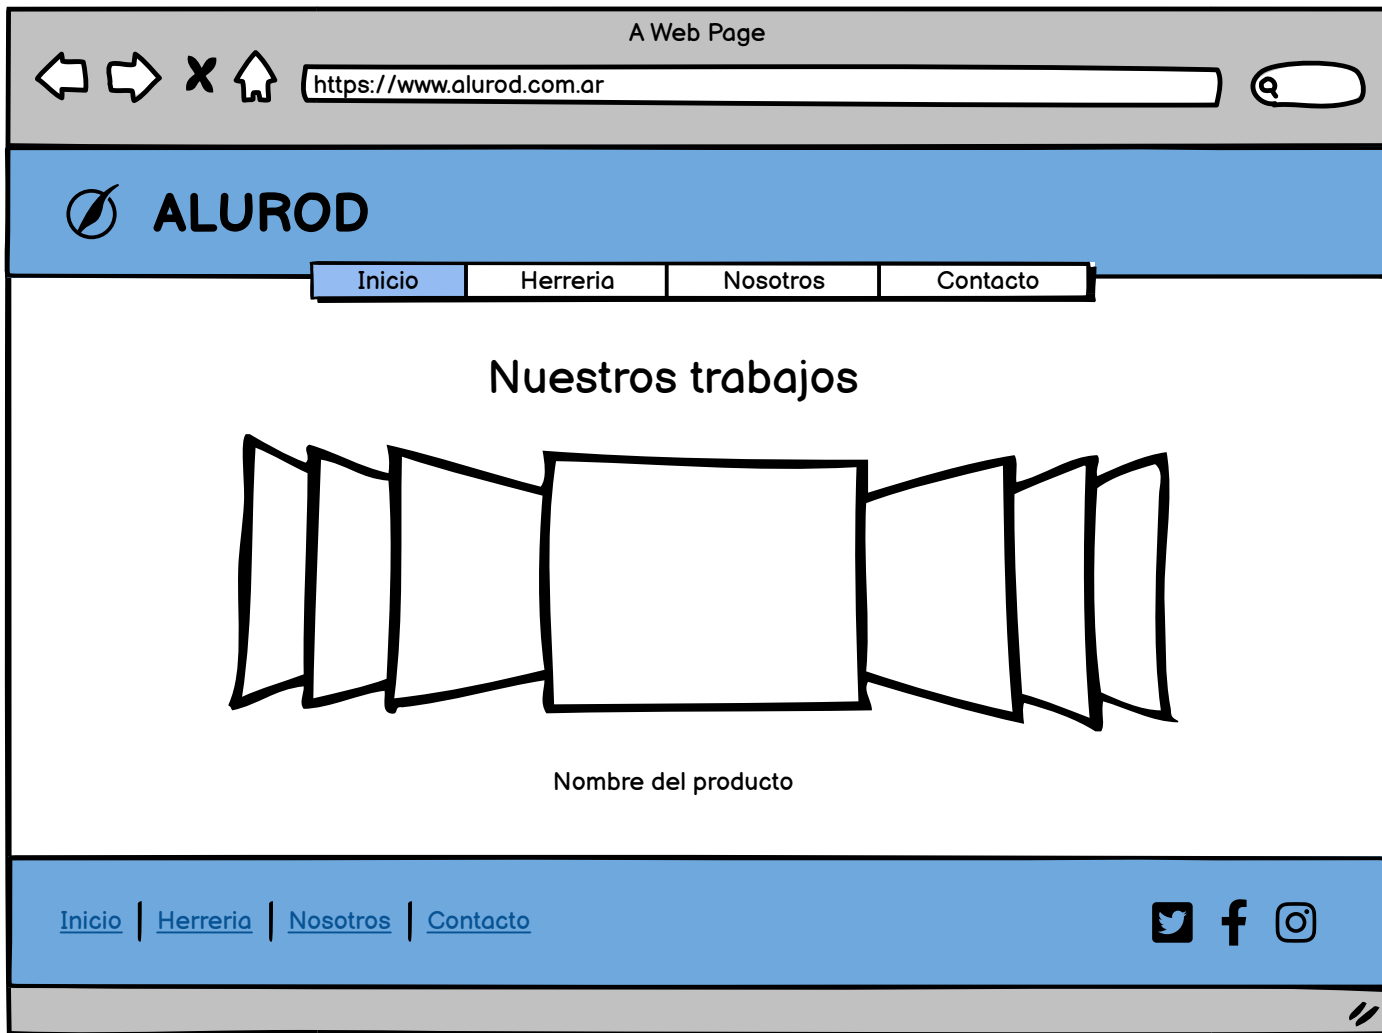 A Web Page
https://www.alurod.com.ar
ALUROD
Inicio Herreria Nosotros Contacto
Nuestros trabajos
Nombre del producto
Inicio Herreria Nosotros Contacto